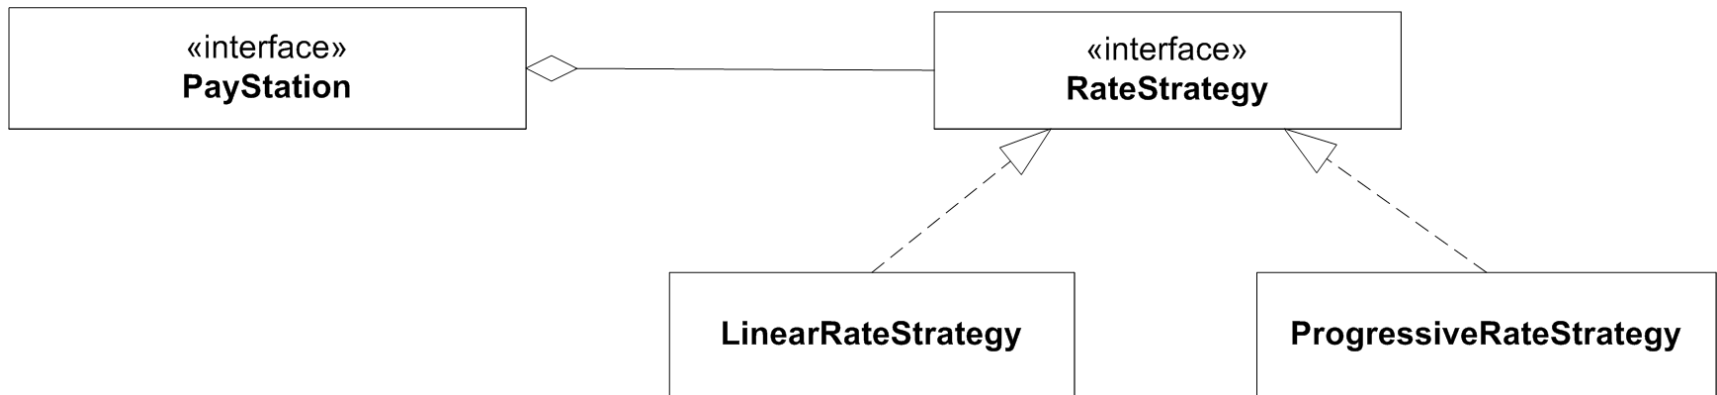 «interface»
PayStation
«interface»
RateStrategy
LinearRateStrategy
ProgressiveRateStrategy